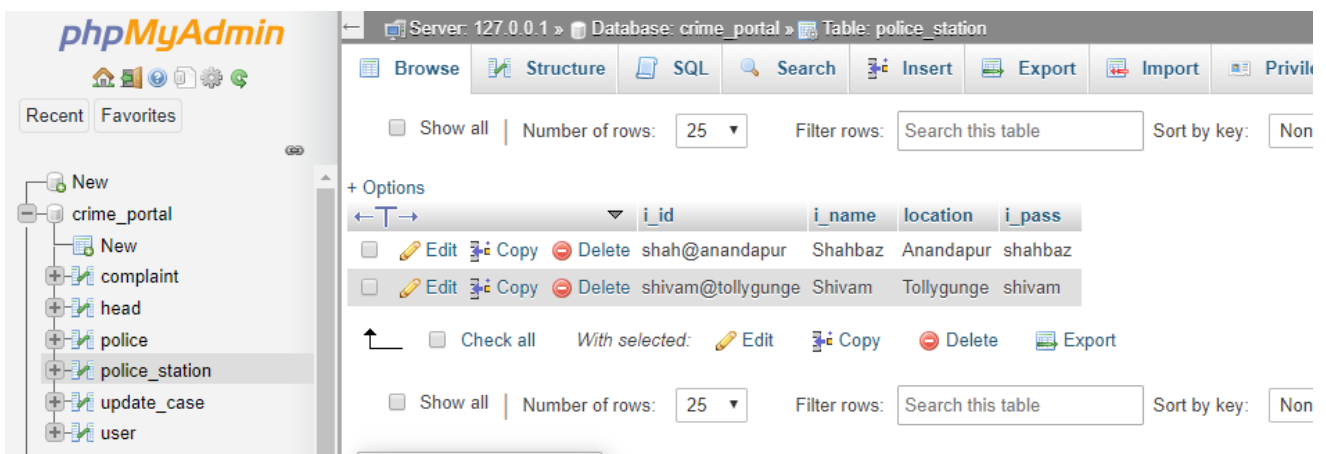 phpMyAdmin
Recent Favorites
New
crime_portal
New
complaint
head
police
police_station
update_case
user
← Server: 127.0.0.1 » Database: crime_portal » Table: police_station
Browse Structure SQL Search Insert Export Import
Show all | Number of rows: 25 Filter rows: Search this table Sort by key:
+ Options
←T→ ▼ i_id i_name location i_pass
Edit Copy Delete shah@anandapur Shahbaz Anandapur shahbaz
Edit Copy Delete shivam@tollygunge Shivam Tollygunge shivam
Check all With selected: Edit Copy Delete Export
Show all | Number of rows: 25 Filter rows: Search this table Sort by key: